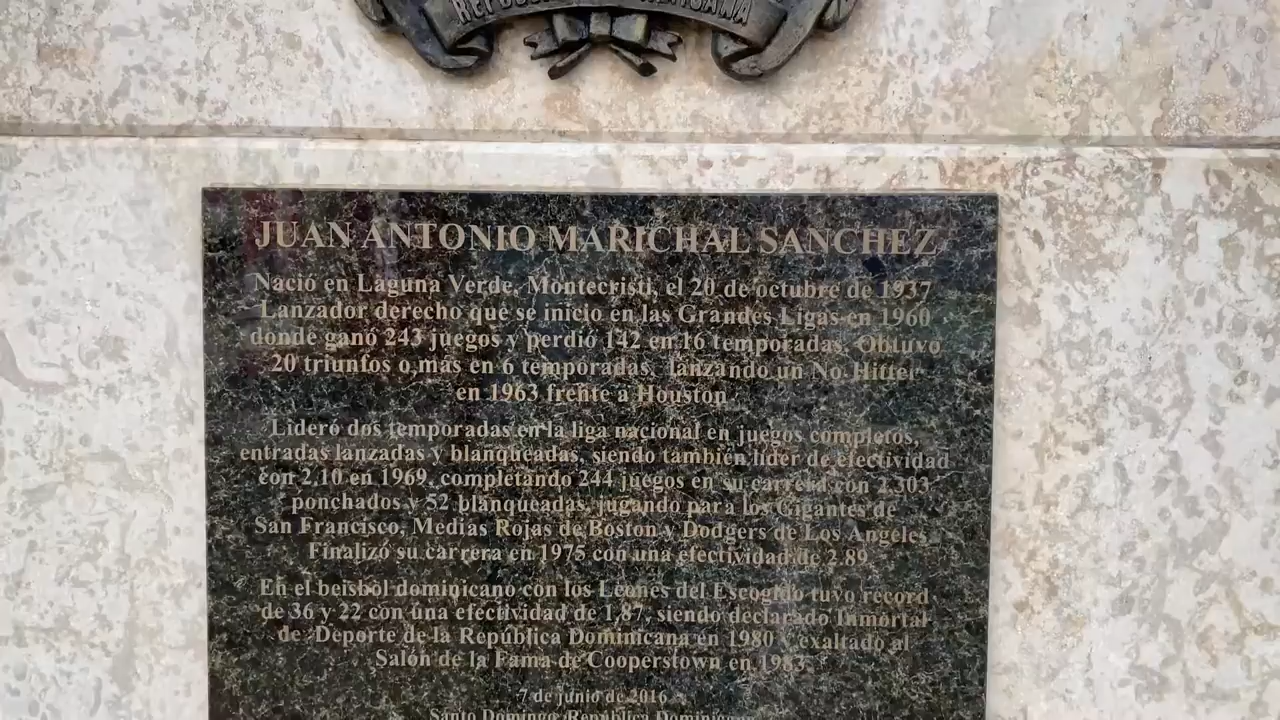 JUAN ANTONIO MARICHAL SANCHEZ
Nació en Laguna Verde, Montecristi, el 20 de octubre de 1937
Lanzador derecho que se inicio en las Grandes Ligas en 1960
donde ganó 243 juegos y perdió 142 en 16 temporadas. Obtuvo
20 triunfos o más en 6 temporadas, lanzando un No-Hitter
en 1963 frente a Houston
Lideró dos temporadas en la liga nacional en juegos completos,
entradas lanzadas y blanqueadas, siendo también líder de efectividad
con 2.10 en 1969, completando 244 juegos en su carrera con 2,303
ponchados y 52 blanqueadas, jugando para los Gigantes de
San Francisco, Medias Rojas de Boston y Dodgers de Los Angeles
Finalizó su carrera en 1975 con una efectividad de 2.89
En el beisbol dominicano con los Leones del Escogido tuvo record
de 36 y 22 con una efectividad de 1.87, siendo declarado Inmortal
de Deporte de la República Dominicana en 1980 y exaltado al
Salón de la Fama de Cooperstown en 1983.
7 de junio de 2016
Santo Domingo, República Dominicana